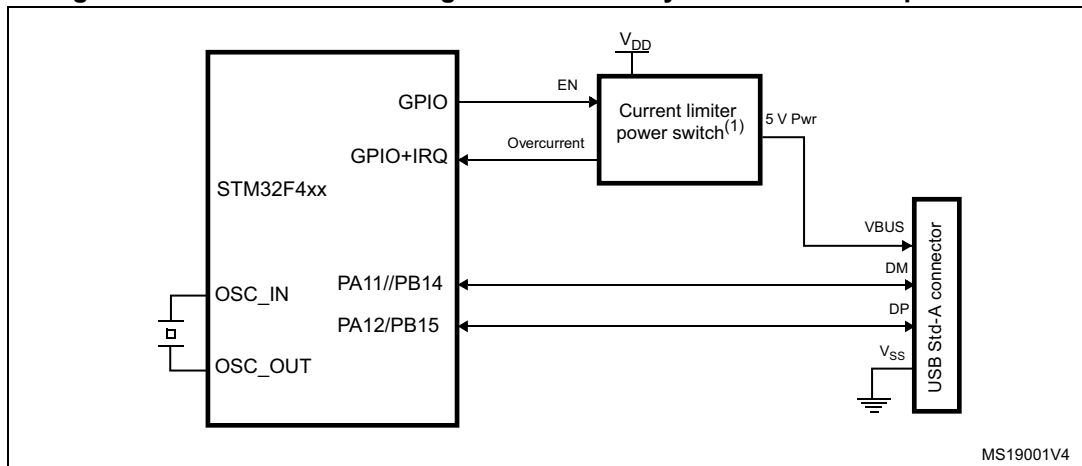 V_DD
EN
GPIO
Current limiter
power switch(1)
5 V Pwr
Overcurrent
GPIO+IRQ
STM32F4xx
VBUS
DM
PA11//PB14
OSC_IN
DP
PA12/PB15
V_SS
OSC_OUT
USB Std-A connector
MS19001V4